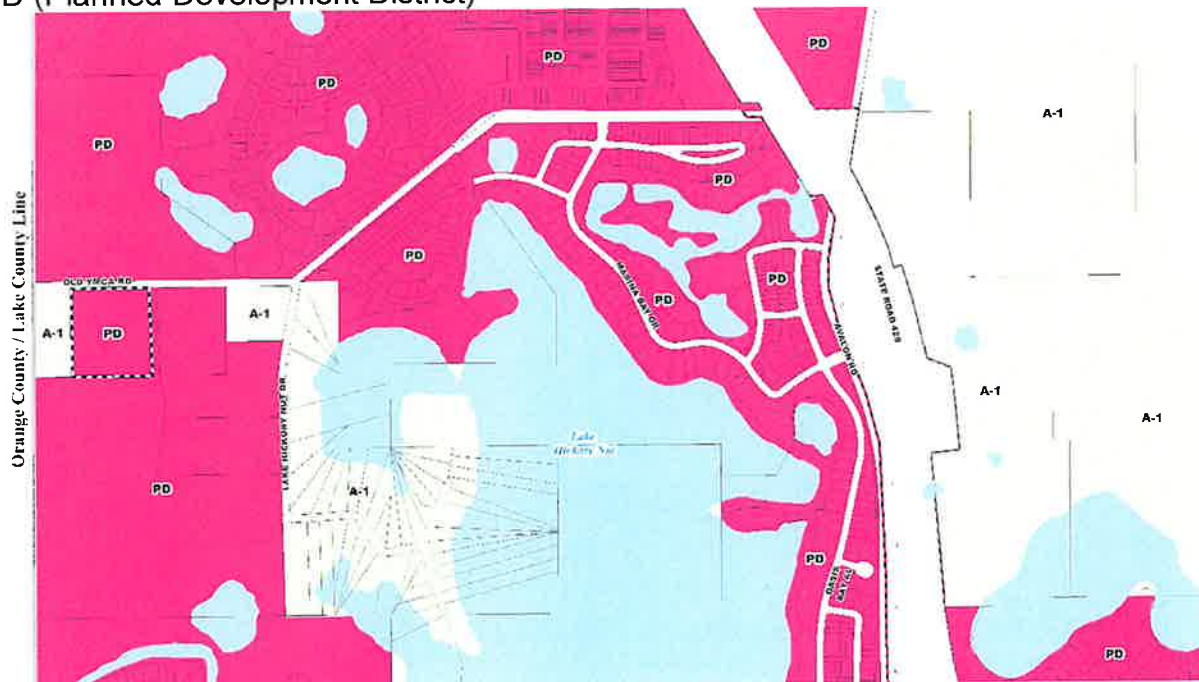 (Planned Development District)
PD
PD
PD
A-1
PD
PD
Orange County / Lake County Line
PD
OLD YMCA RD
PD
PD
A-1
PD
A-1
MARINA BAY DR
PD
STATE ROAD 429
AVALON RD
LAKE HICKORY NUT DR
A-1
A-1
Lake
Hickory Nut
PD
A-1
PD
OASIS
BAY
PD